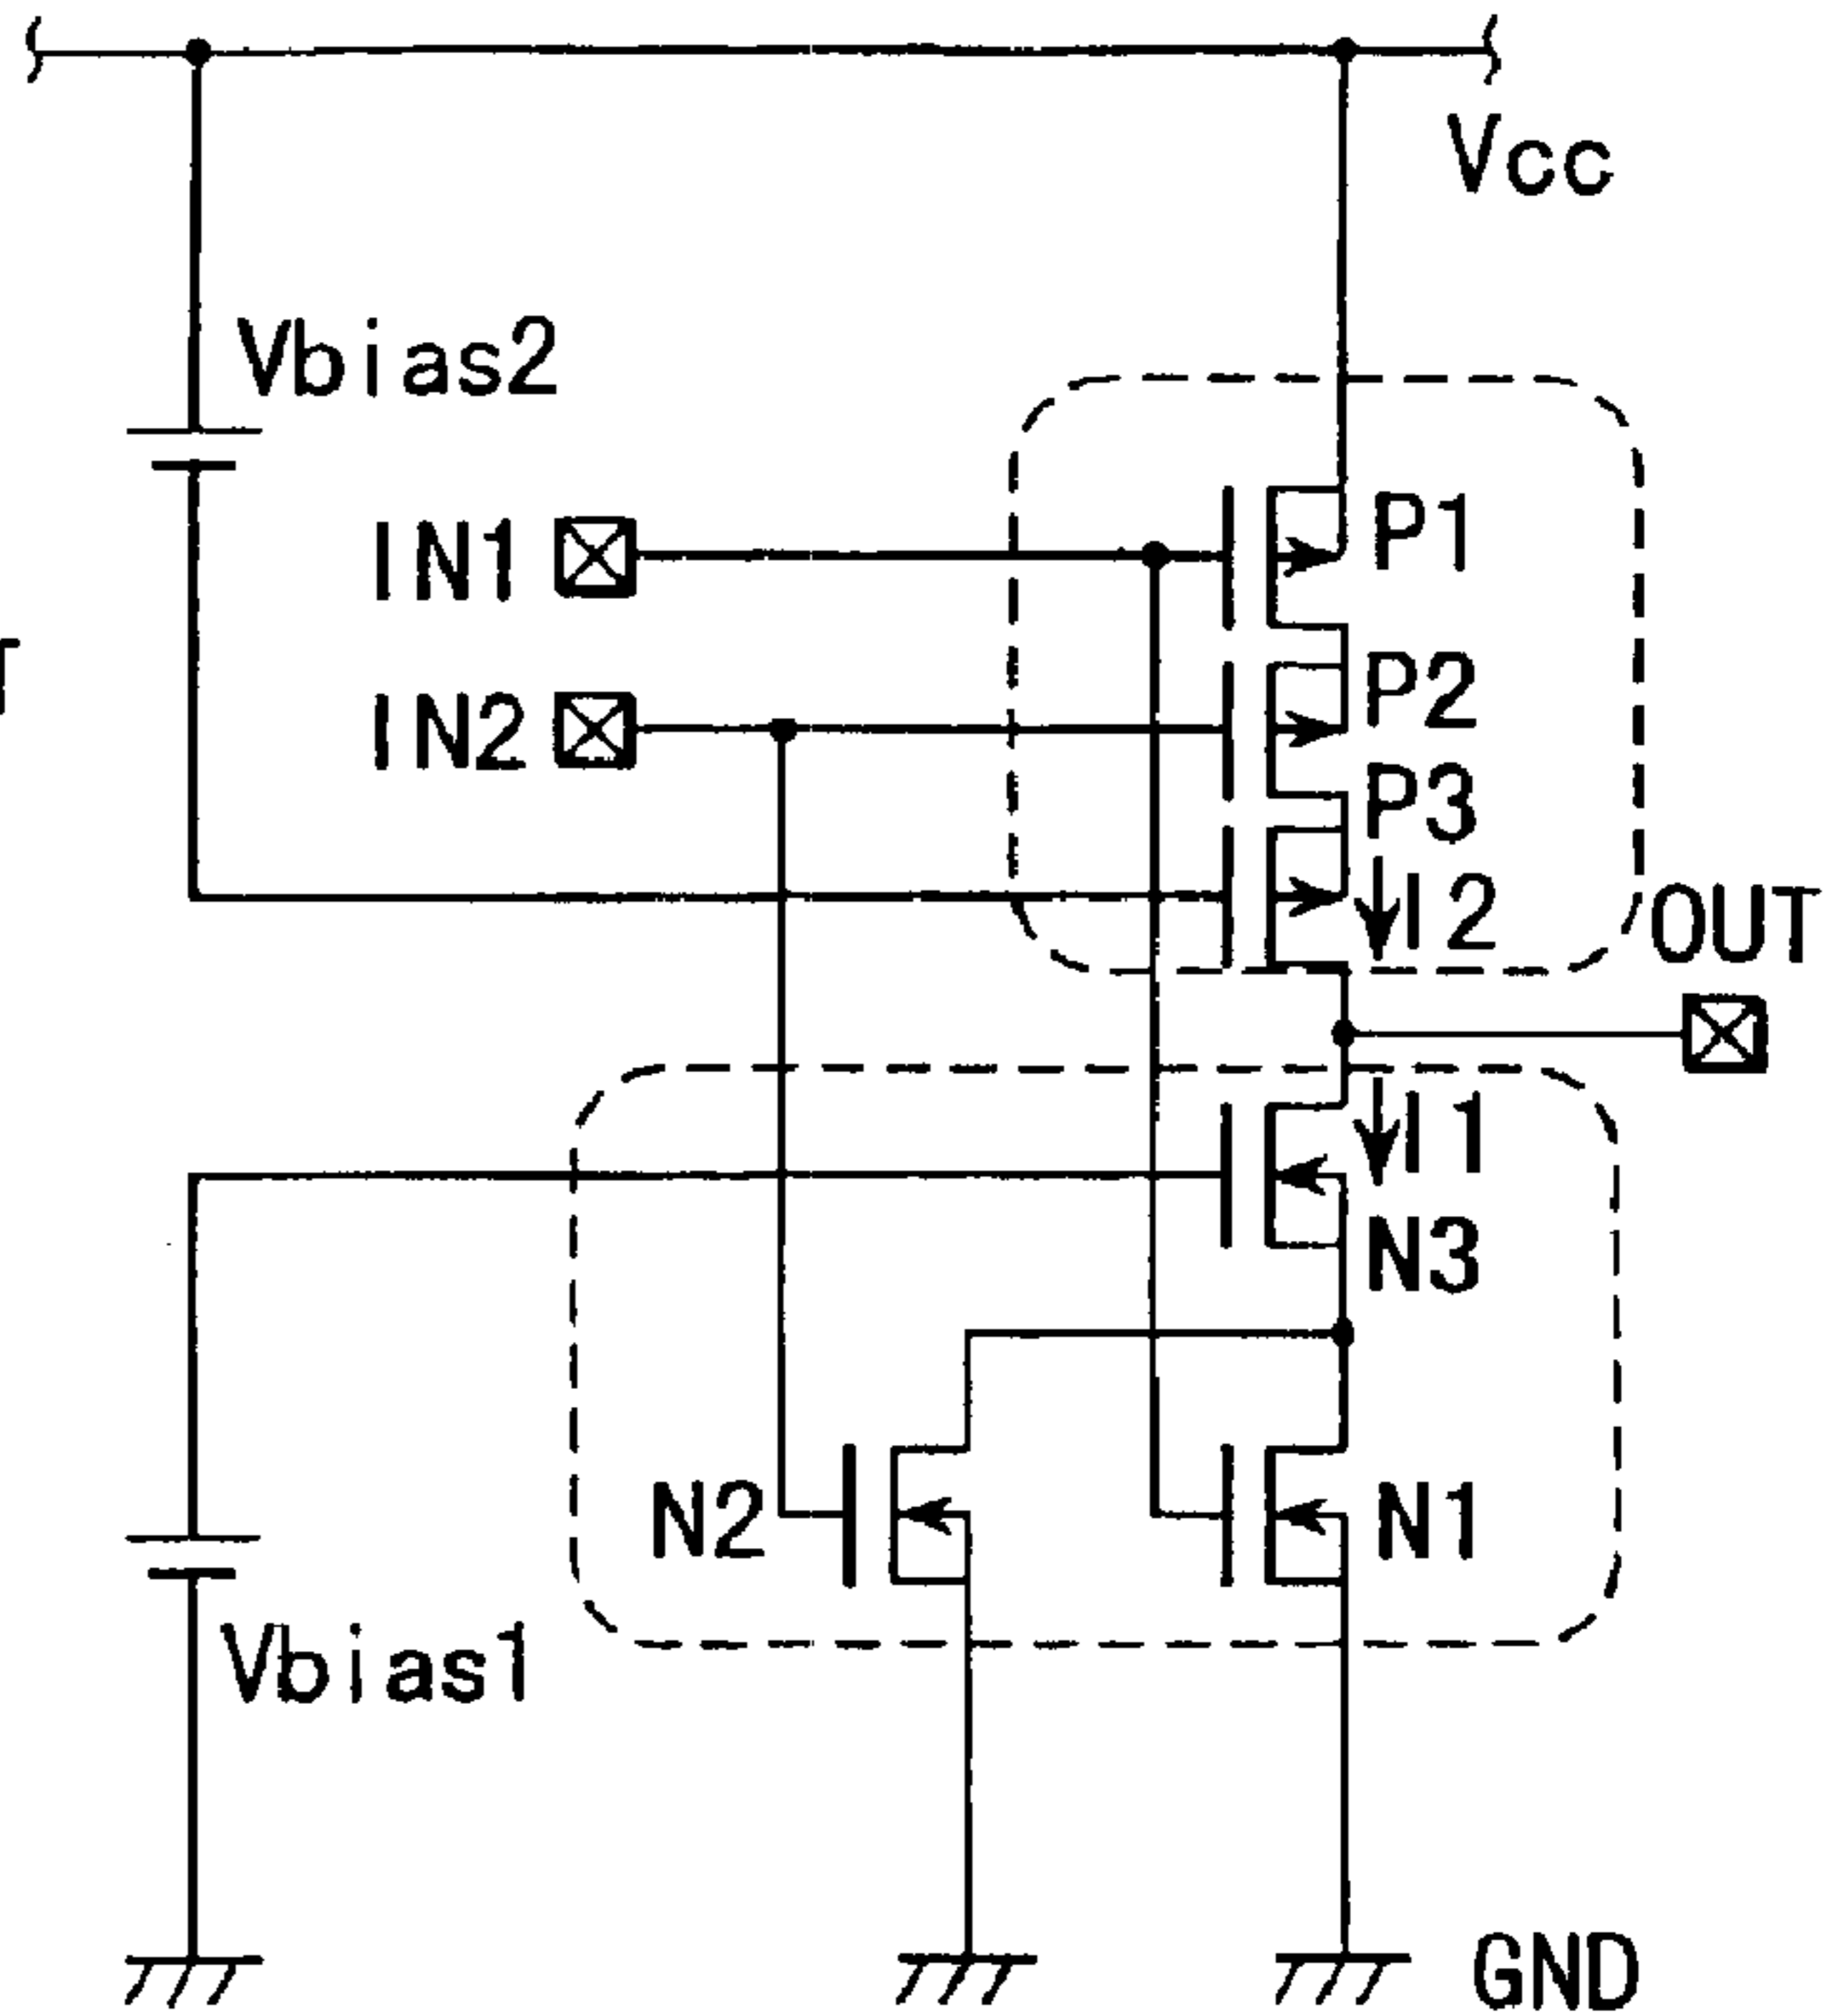 Vcc
Vbias2
IN1
P1
T
P2
IN2
P3
I2
OUT
I1
N3
N2
N1
Vbias1
GND